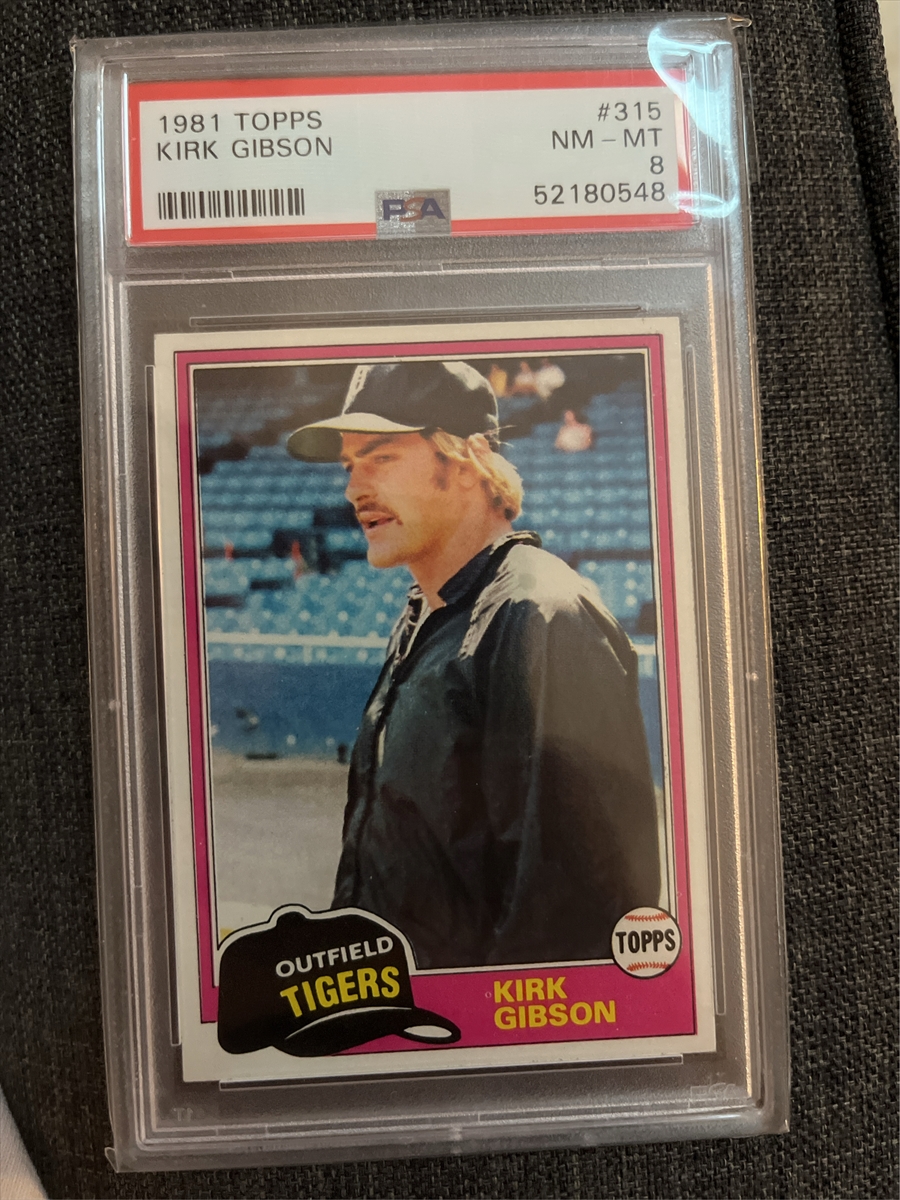 1981 TOPPS
KIRK GIBSON
#315
NM - MT
8
52180548
PSA
OUTFIELD
TIGERS
KIRK
GIBSON
TOPPS